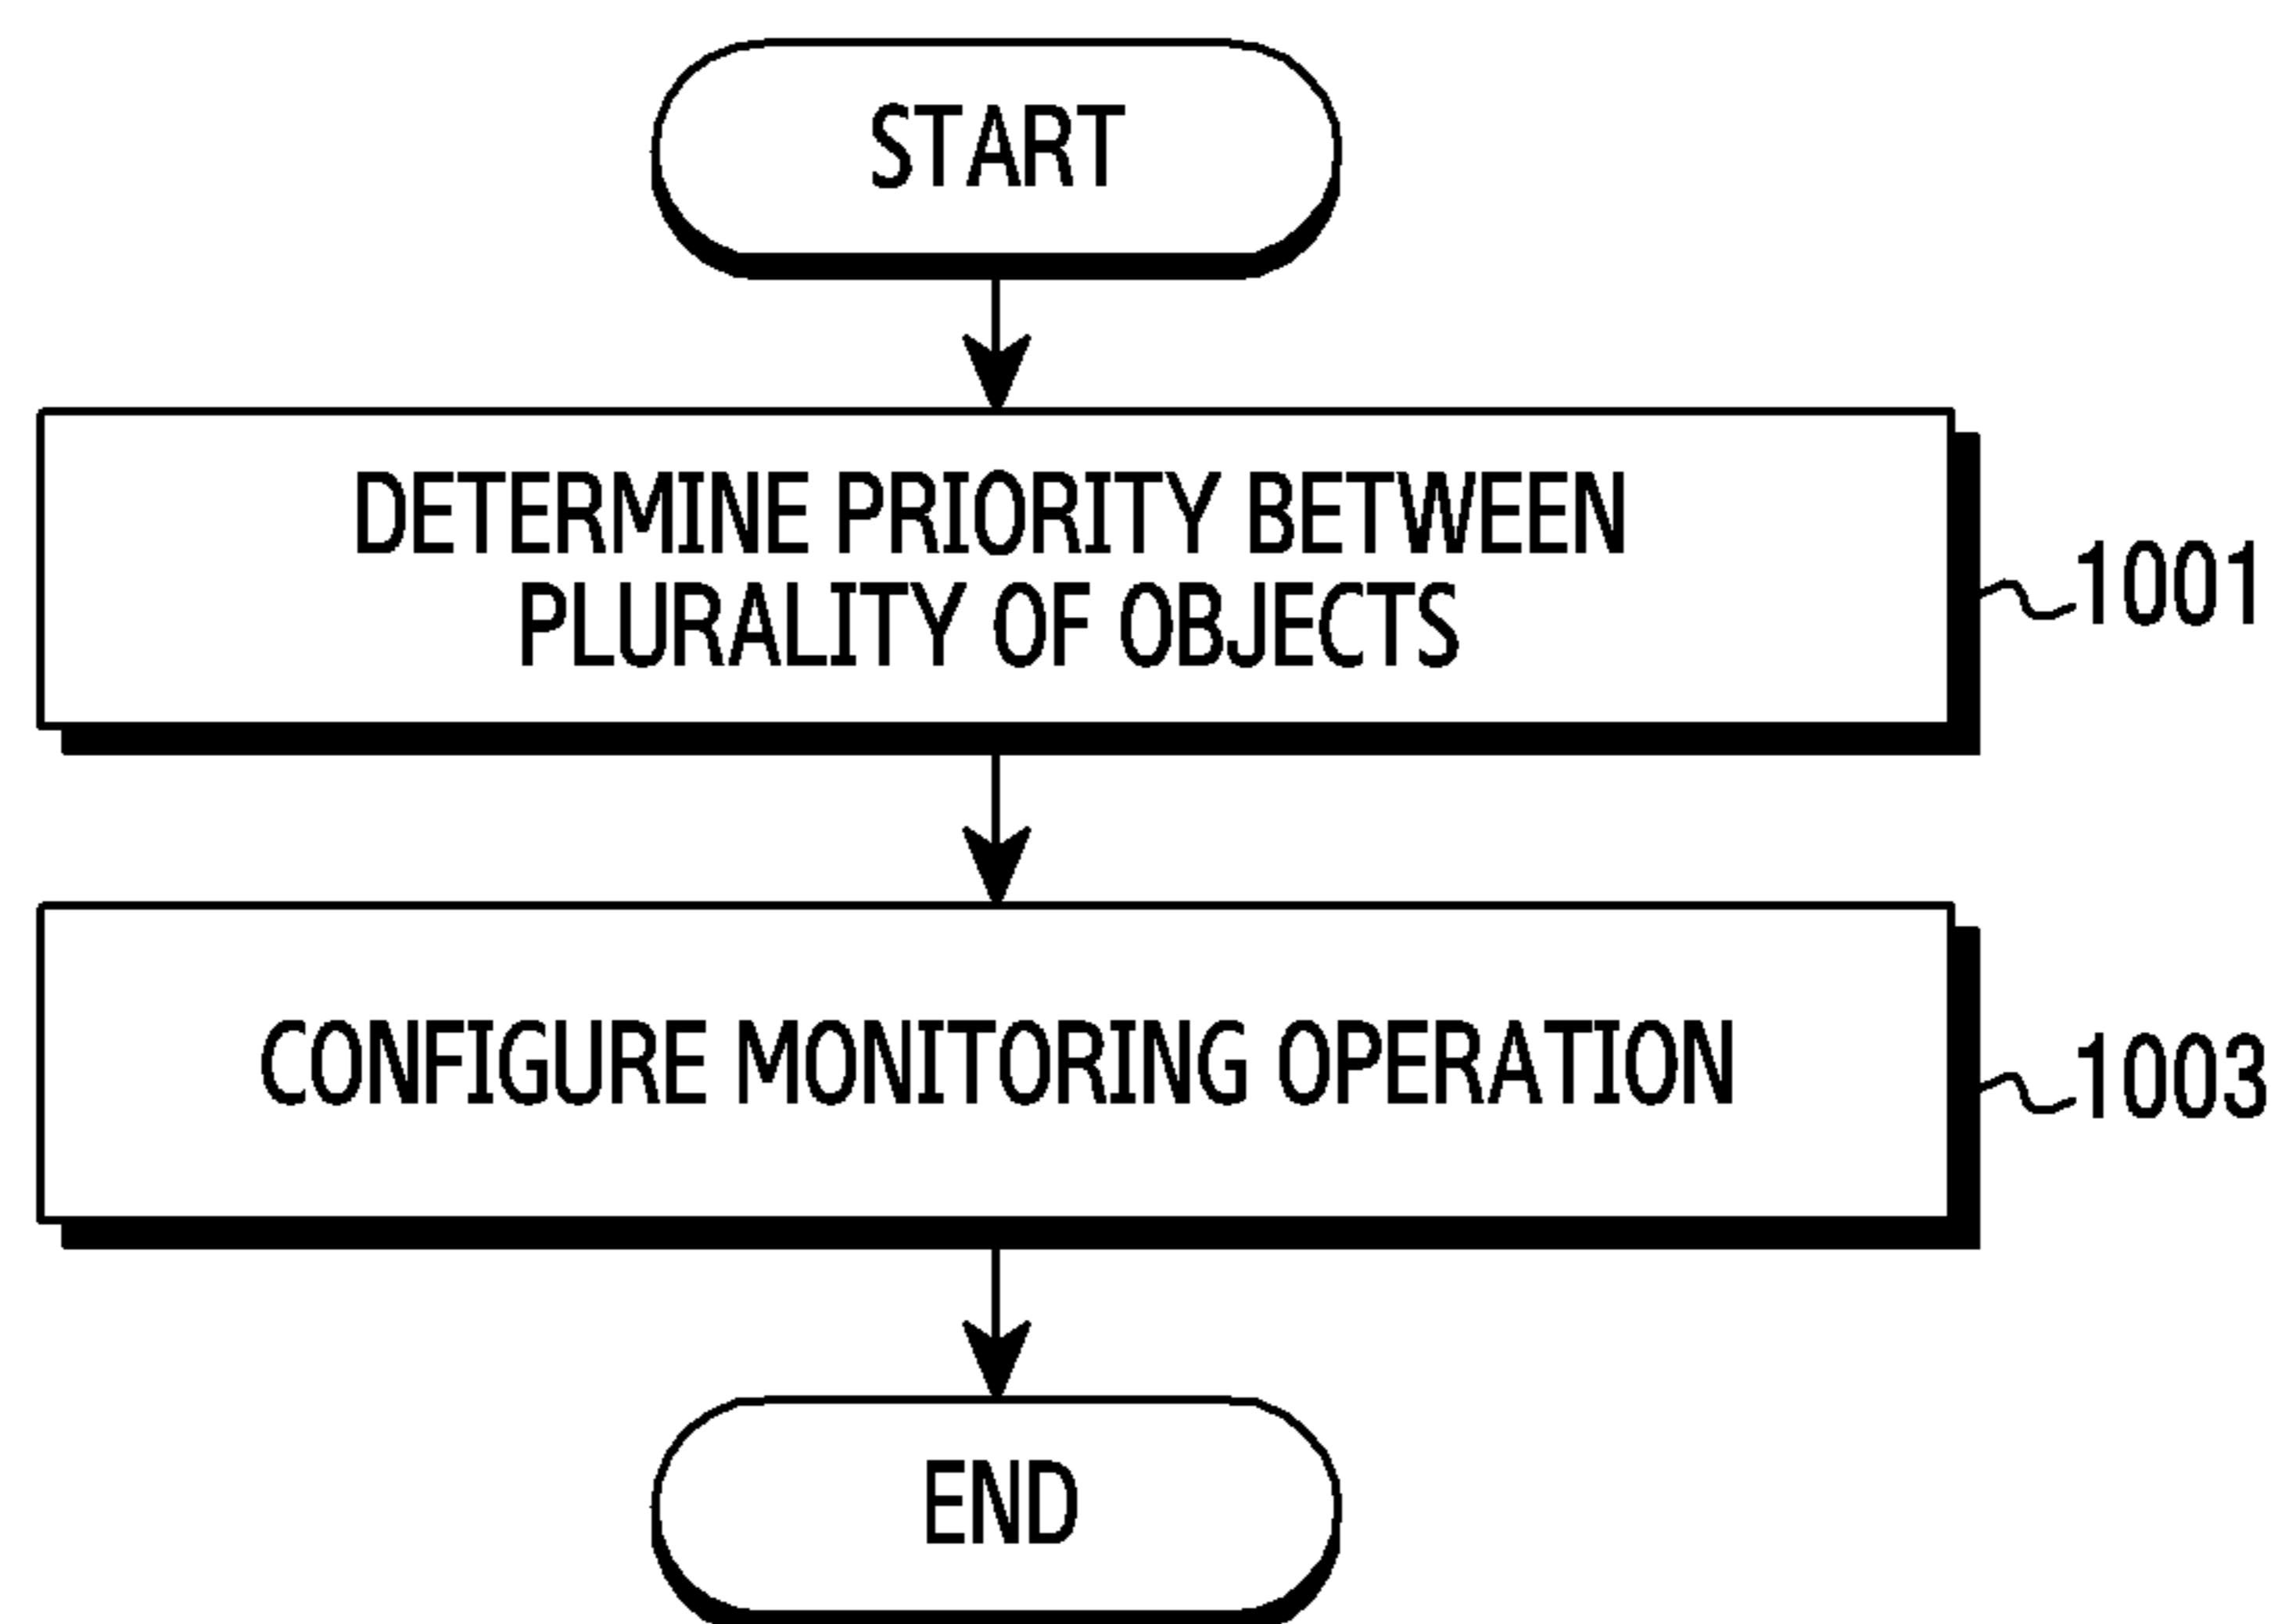 START
DETERMINE PRIORITY BETWEEN
PLURALITY OF OBJECTS
1001
CONFIGURE MONITORING OPERATION
1003
END